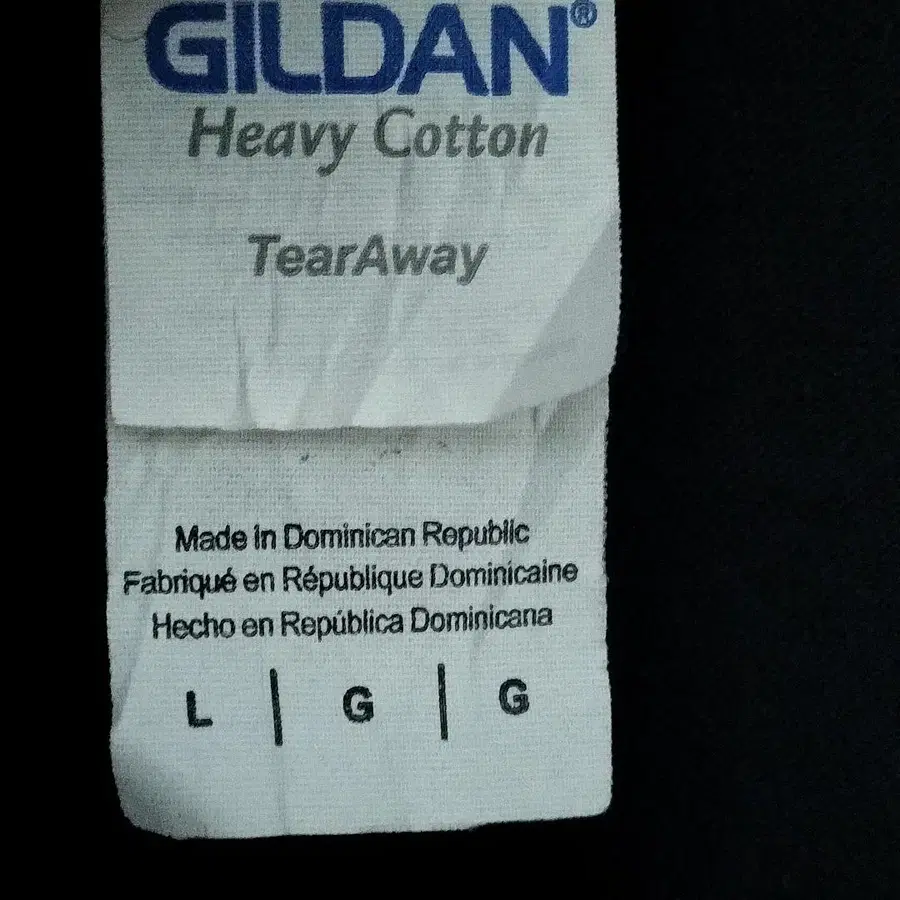 GILDAN®
Heavy Cotton
TearAway
Made in Dominican Republic
Fabriqué en République Dominicaine
Hecho en República Dominicana
L | G | G